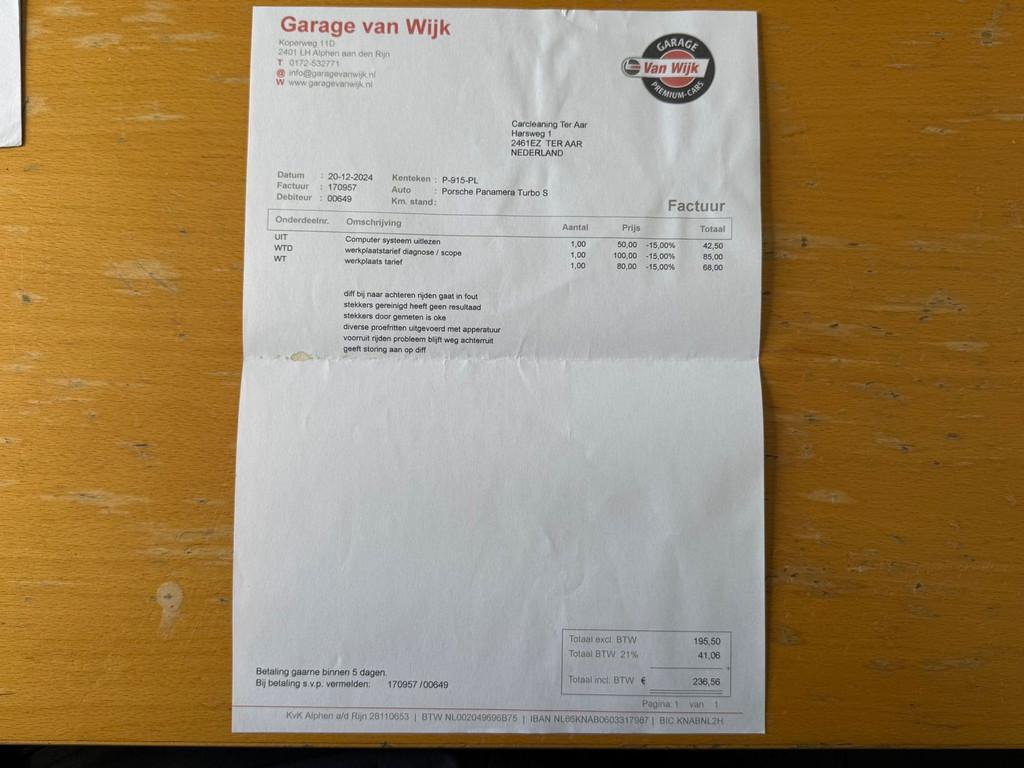 Garage van Wijk
Koperweg 11D
2401 LH Alphen aan den Rijn
T 0172-532771
@ info@garagevanwijk.nl
W www.garagevanwijk.nl
GARAGE
Van Wijk
PREMIUM-CARS
Carcleaning Ter Aar
Harsweg 1
2461EZ TER AAR
NEDERLAND
Datum : 20-12-2024 Kenteken : P-915-PL
Factuur : 170957 Auto : Porsche Panamera Turbo S
Debiteur : 00649 Km. stand:
Factuur
Onderdeelnr. Omschrijving Aantal Prijs Totaal
UIT Computer systeem uitlezen 1,00 50,00 -15,00% 42,50
WTD werkplaatstarief diagnose / scope 1,00 100,00 -15,00% 85,00
WT werkplaats tarief 1,00 80,00 -15,00% 68,00
diff bij naar achteren rijden gaat in fout
stekkers gereinigd heeft geen resultaad
stekkers door gemeten is oke
diverse proefritten uitgevoerd met apperatuur
voorruit rijden probleem blijft weg achterruit
geeft storing aan op diff
Totaal excl. BTW 195,50
Totaal BTW 21% 41,06
+
Totaal incl. BTW € 236,56
Betaling gaarne binnen 5 dagen.
Bij betaling s.v.p. vermelden: 170957 /00649
Pagina: 1 van 1
KvK Alphen a/d Rijn 28110653 | BTW NL002049696B75 | IBAN NL66KNAB0603317967 | BIC KNABNL2H